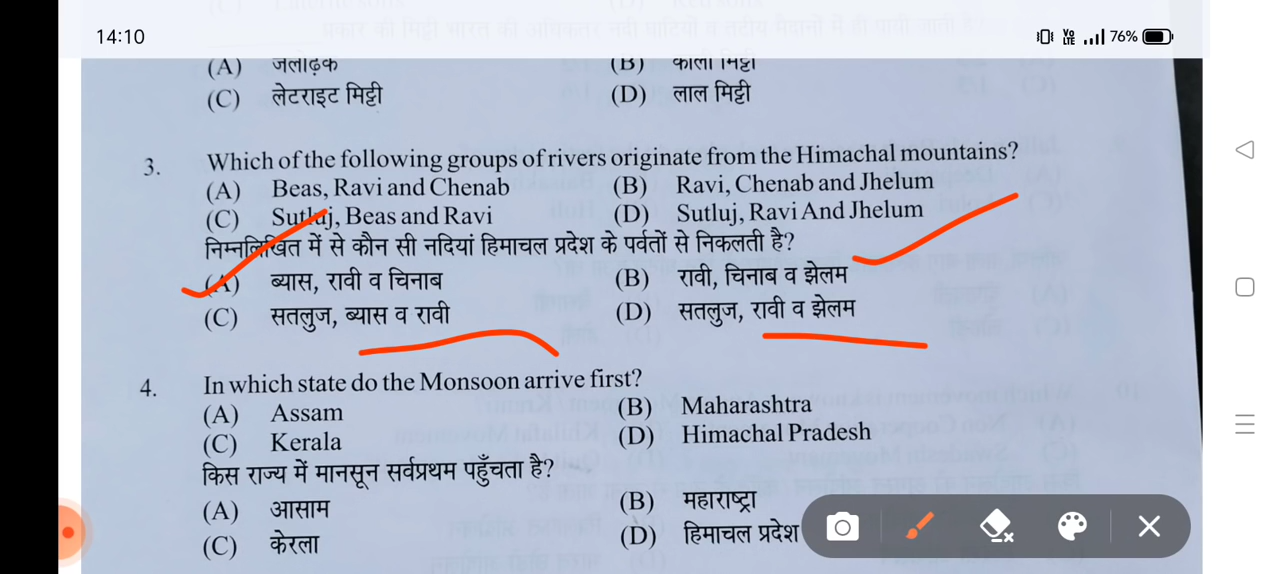 14:10
76%
(A) जलोढ़क (B) काली मिट्टी
(C) लेटराइट मिट्टी (D) लाल मिट्टी
3. Which of the following groups of rivers originate from the Himachal mountains?
(A) Beas, Ravi and Chenab (B) Ravi, Chenab and Jhelum
(C) Sutluj, Beas and Ravi (D) Sutluj, Ravi And Jhelum
निम्नलिखित में से कौन सी नदियां हिमाचल प्रदेश के पर्वतों से निकलती है?
(A) ब्यास, रावी व चिनाब (B) रावी, चिनाब व झेलम
(C) सतलुज, ब्यास व रावी (D) सतलुज, रावी व झेलम
4. In which state do the Monsoon arrive first?
(A) Assam (B) Maharashtra
(C) Kerala (D) Himachal Pradesh
किस राज्य में मानसून सर्वप्रथम पहुँचता है?
(A) आसाम (B) महाराष्ट्रा
(C) केरला (D) हिमाचल प्रदेश